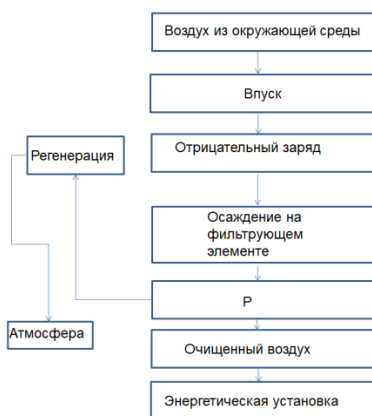 Воздух из окружающей среды
Впуск
Отрицательный заряд
Регенерация
Осаждение на
фильтрующем
элементе
Р
Атмосфера
Очищенный воздух
Энергетическая установка